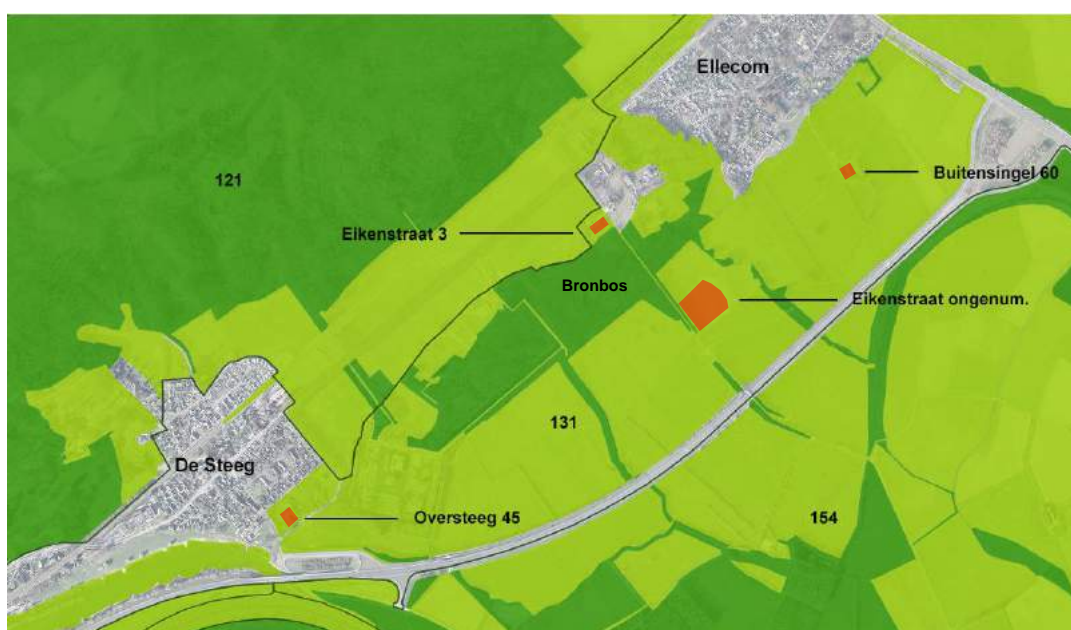 Ellecom
121
Buitensingel 60
Eikenstraat 3
Bronbos
Eikenstraat ongenum.
131
De Steeg
Oversteeg 45
154